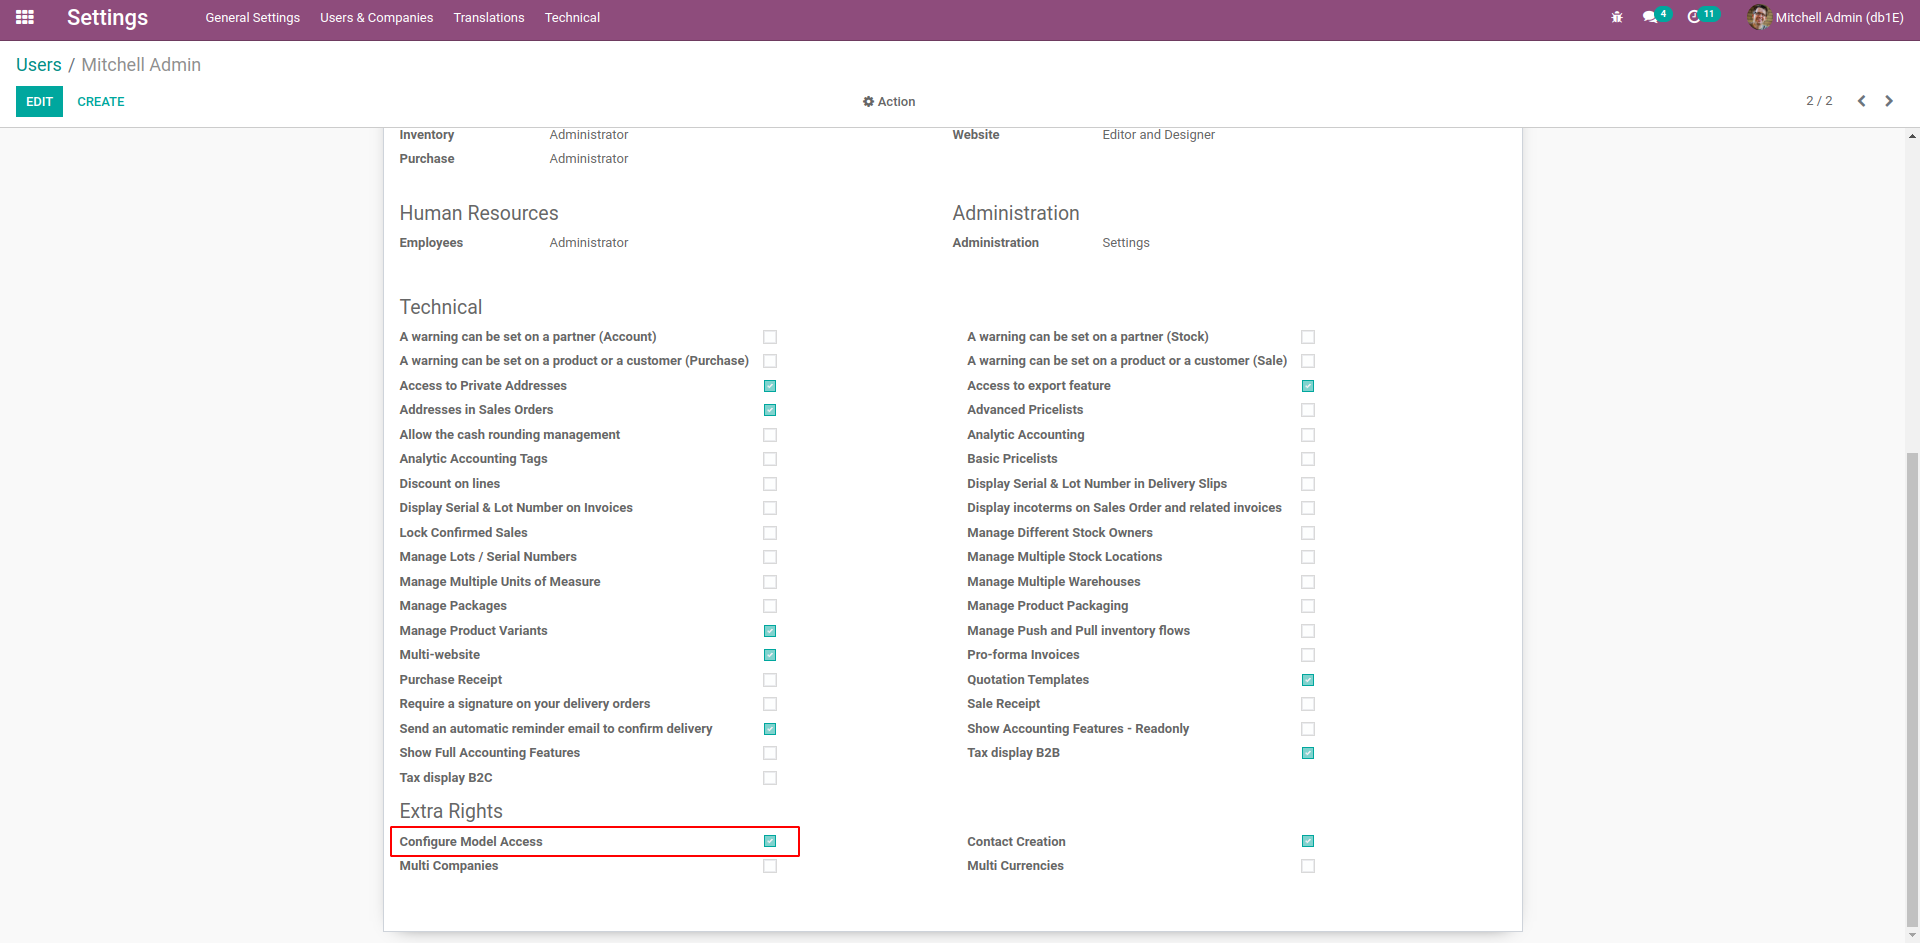 Settings General Settings Users & Companies Translations Technical 4 11 Mitchell Admin (db1E)
Users / Mitchell Admin
EDIT CREATE Action 2 / 2
Inventory Administrator Website Editor and Designer
Purchase Administrator
Human Resources Administration
Employees Administrator Administration Settings
Technical
A warning can be set on a partner (Account) A warning can be set on a partner (Stock)
A warning can be set on a product or a customer (Purchase) A warning can be set on a product or a customer (Sale)
Access to Private Addresses Access to export feature
Addresses in Sales Orders Advanced Pricelists
Allow the cash rounding management Analytic Accounting
Analytic Accounting Tags Basic Pricelists
Discount on lines Display Serial & Lot Number in Delivery Slips
Display Serial & Lot Number on Invoices Display incoterms on Sales Order and related invoices
Lock Confirmed Sales Manage Different Stock Owners
Manage Lots / Serial Numbers Manage Multiple Stock Locations
Manage Multiple Units of Measure Manage Multiple Warehouses
Manage Packages Manage Product Packaging
Manage Product Variants Manage Push and Pull inventory flows
Multi-website Pro-forma Invoices
Purchase Receipt Quotation Templates
Require a signature on your delivery orders Sale Receipt
Send an automatic reminder email to confirm delivery Show Accounting Features - Readonly
Show Full Accounting Features Tax display B2B
Tax display B2C
Extra Rights
Configure Model Access Contact Creation
Multi Companies Multi Currencies